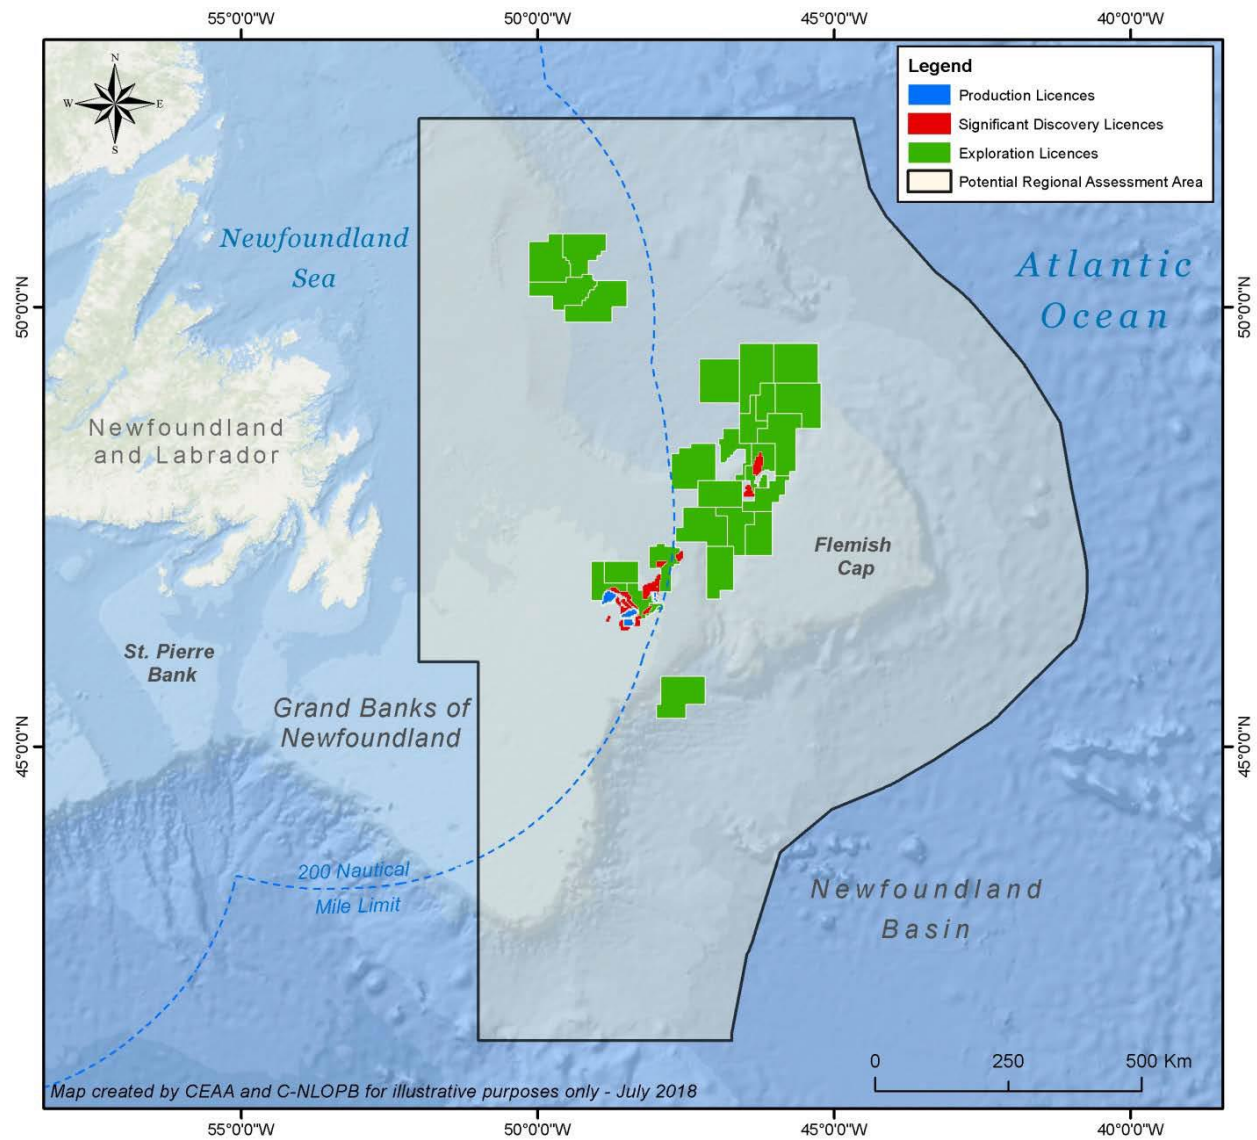 55°0'0"W
50°0'0"W
45°0'0"W
40°0'0"W
N
W
E
S
Legend
Production Licences
Significant Discovery Licences
Exploration Licences
Potential Regional Assessment Area
Newfoundland
Sea
Atlantic
Ocean
50°0'0"N
50°0'0"N
Newfoundland
and Labrador
Flemish
Cap
St. Pierre
Bank
Grand Banks of
Newfoundland
45°0'0"N
45°0'0"N
200 Nautical
Mile Limit
Newfoundland
Basin
0
250
500 Km
Map created by CEAA and C-NLOPB for illustrative purposes only - July 2018
55°0'0"W
50°0'0"W
45°0'0"W
40°0'0"W